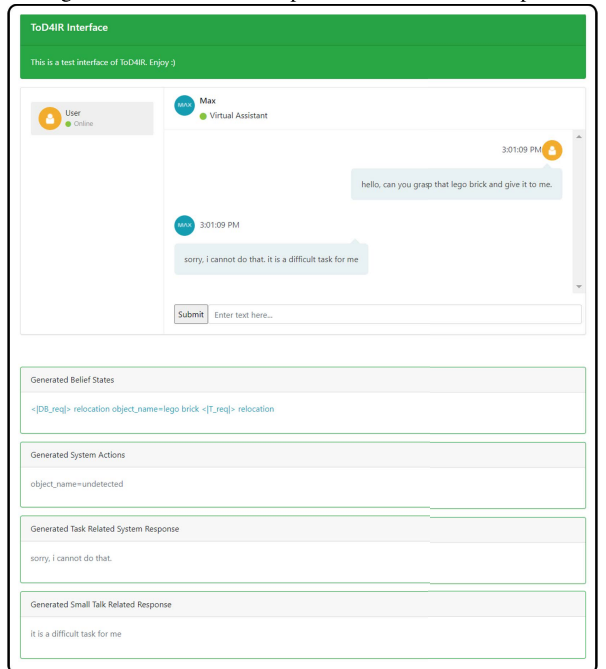 ToD4IR Interface
This is a test interface of ToD4IR. Enjoy :)
User
Online
MAX
Max
Virtual Assistant
3:01:09 PM
hello, can you grasp that lego brick and give it to me.
MAX
3:01:09 PM
sorry, i cannot do that. it is a difficult task for me
Submit
Enter text here...
Generated Belief States
<|DB_req|> relocation object_name=lego brick <|T_req|> relocation
Generated System Actions
object_name=undetected
Generated Task Related System Response
sorry, i cannot do that.
Generated Small Talk Related Response
it is a difficult task for me